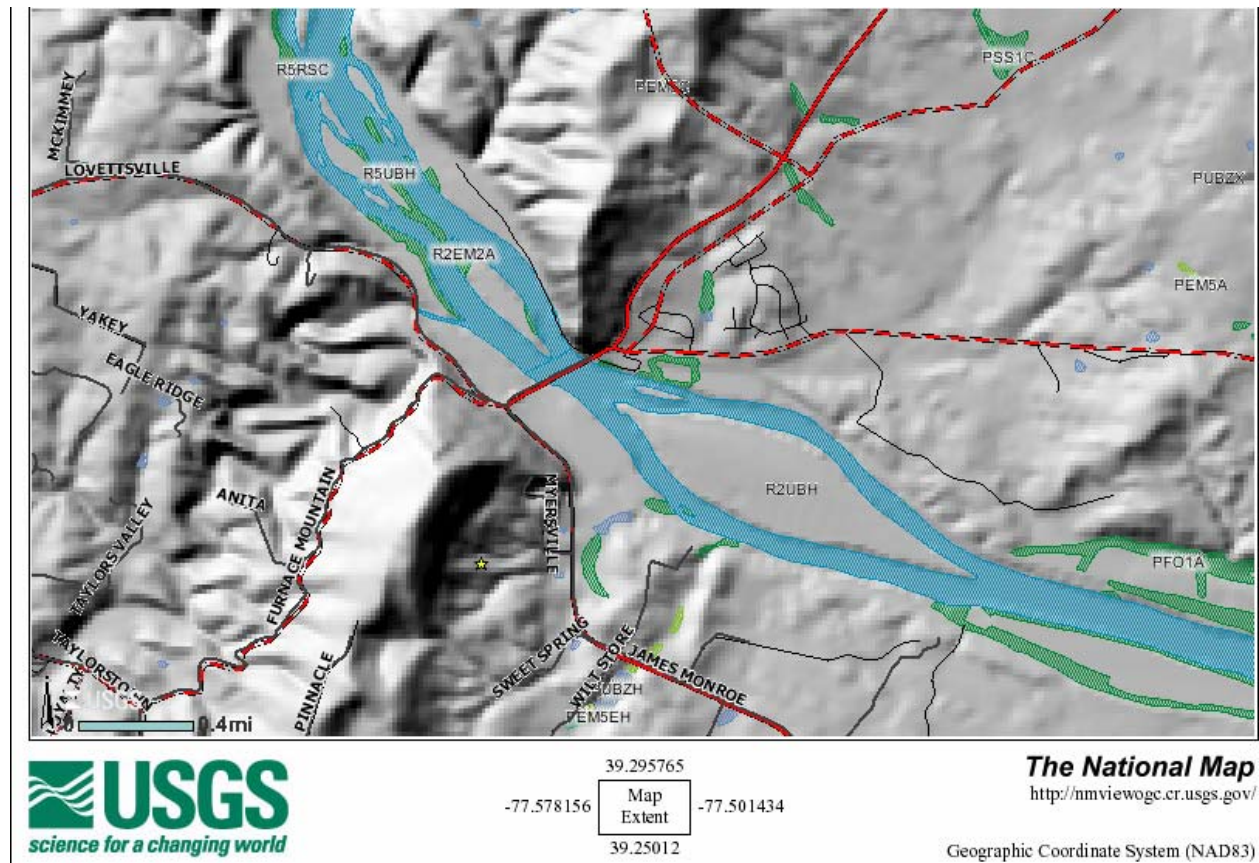 R5RSC
PSS1C
PEM5C
MCKIMMEY
LOVETTSVILLE
R5UBH
PUBZX
R2EM2A
PEM5A
YAKEY
EAGLE RIDGE
ANITA
MYERSVILLE
R2UBH
FURNACE MOUNTAIN
TAYLORS VALLEY
PFO1A
SWEET SPRING
WILT STORE
JAMES MONROE
PINNACLE
PEM5EH
USGS
0.4mi
USGS
science for a changing world
39.295765
-77.578156
Map
Extent
-77.501434
39.25012
The National Map
http://nmviewogc.cr.usgs.gov/
Geographic Coordinate System (NAD83)